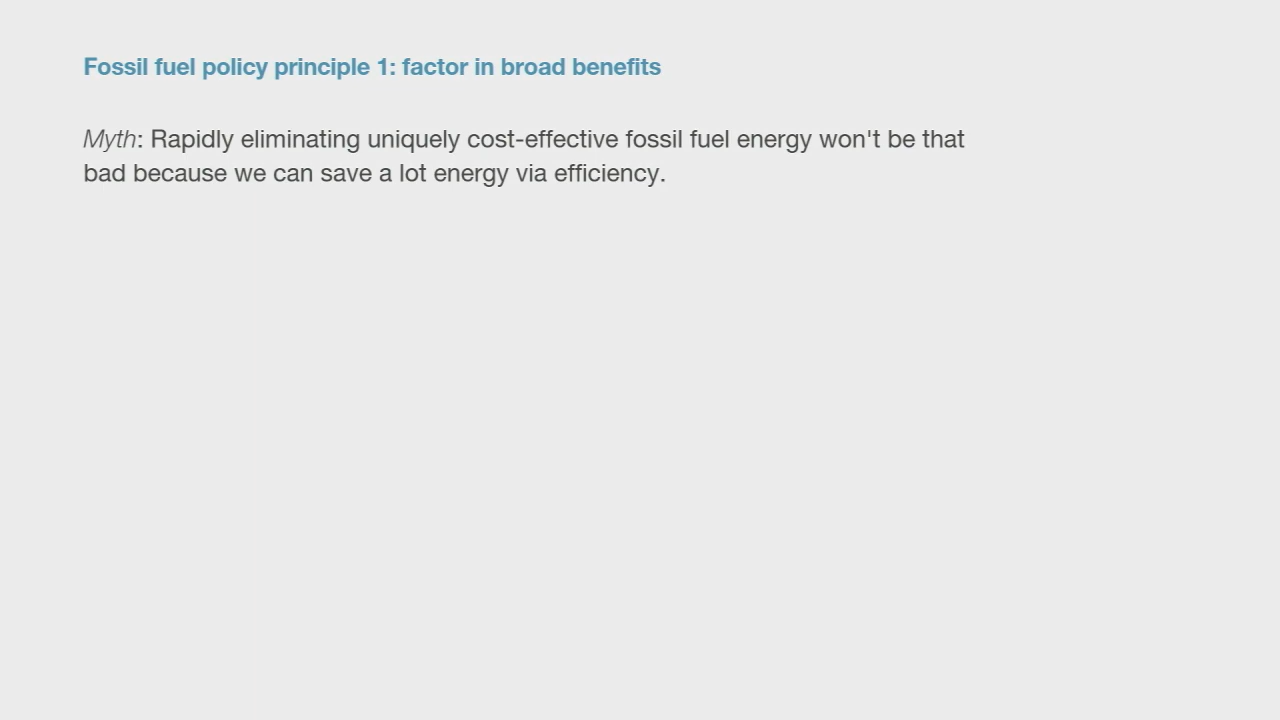 Fossil fuel policy principle 1: factor in broad benefits
Myth: Rapidly eliminating uniquely cost-effective fossil fuel energy won't be that
bad because we can save a lot energy via efficiency.